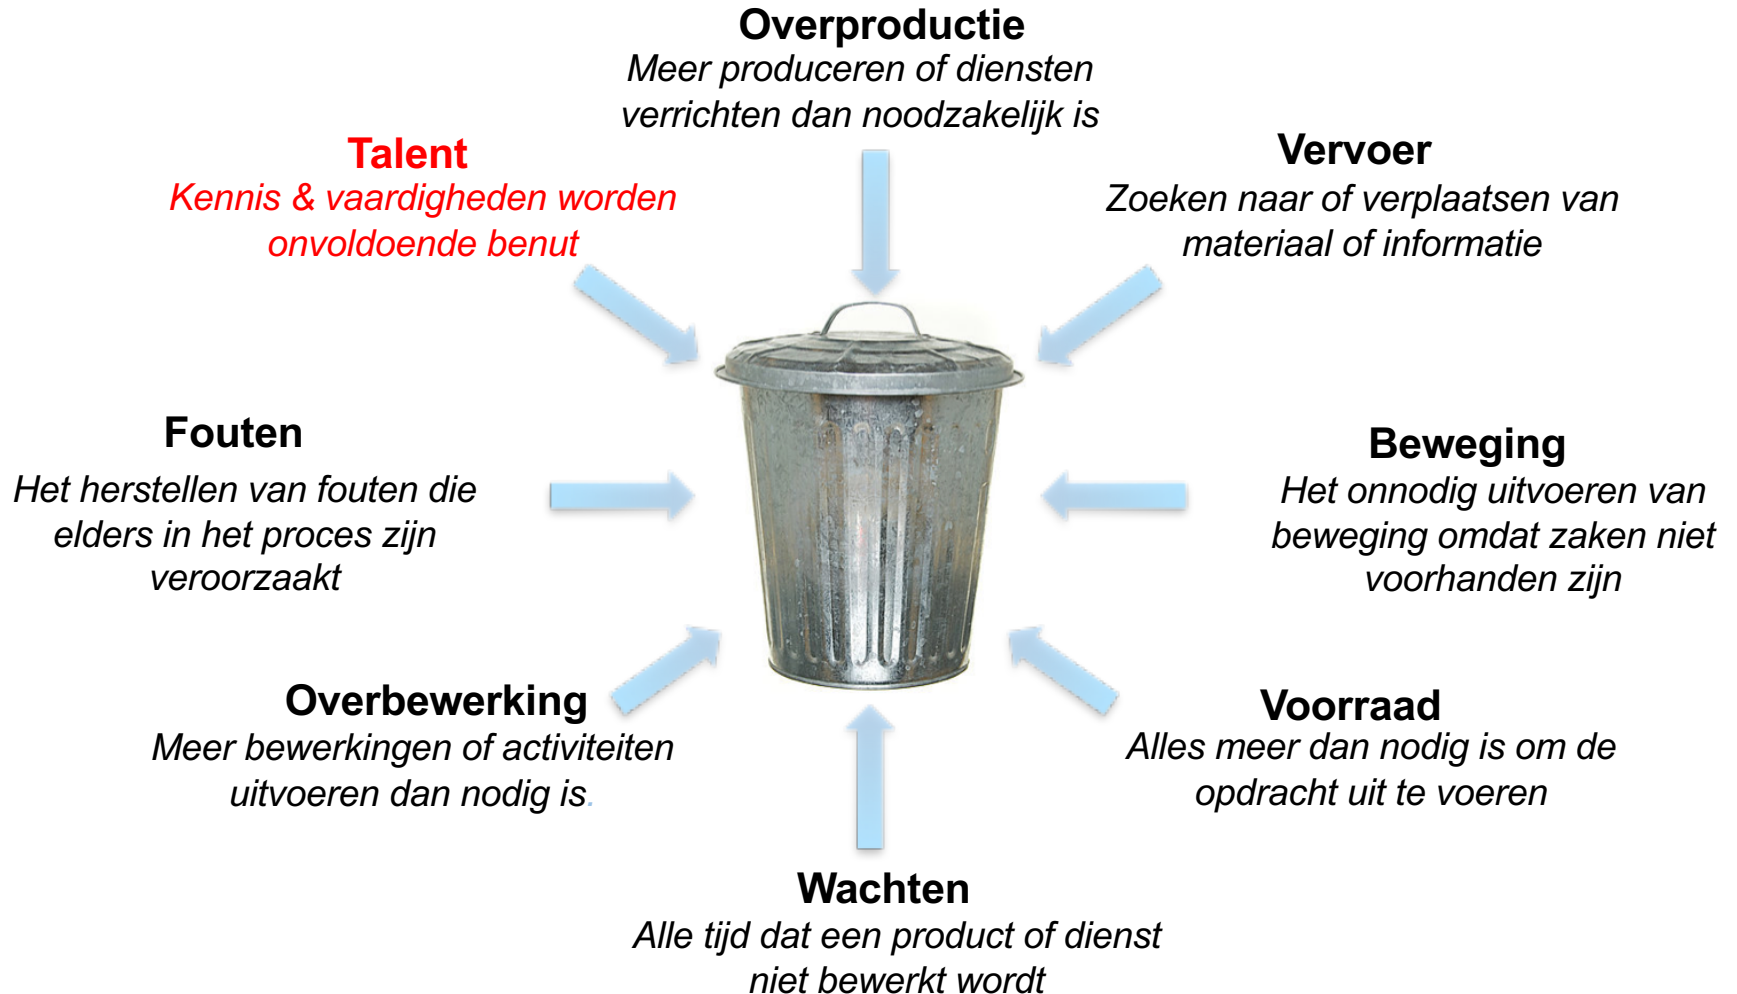 Overproductie
Meer produceren of diensten
verrichten dan noodzakelijk is
Talent
Kennis & vaardigheden worden
onvoldoende benut
Vervoer
Zoeken naar of verplaatsen van
materiaal of informatie
Fouten
Het herstellen van fouten die
elders in het proces zijn
veroorzaakt
Beweging
Het onnodig uitvoeren van
beweging omdat zaken niet
voorhanden zijn
Overbewerking
Meer bewerkingen of activiteiten
uitvoeren dan nodig is.
Voorraad
Alles meer dan nodig is om de
opdracht uit te voeren
Wachten
Alle tijd dat een product of dienst
niet bewerkt wordt